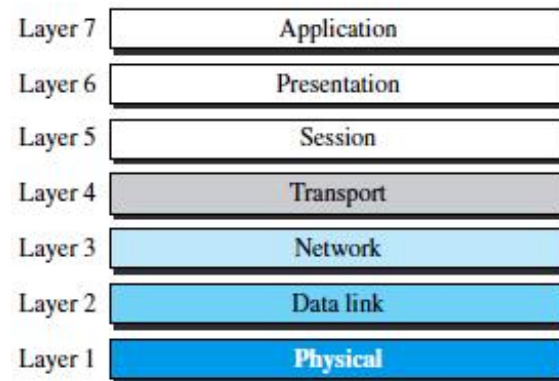 Layer 7 Application
Layer 6 Presentation
Layer 5 Session
Layer 4 Transport
Layer 3 Network
Layer 2 Data link
Layer 1 Physical